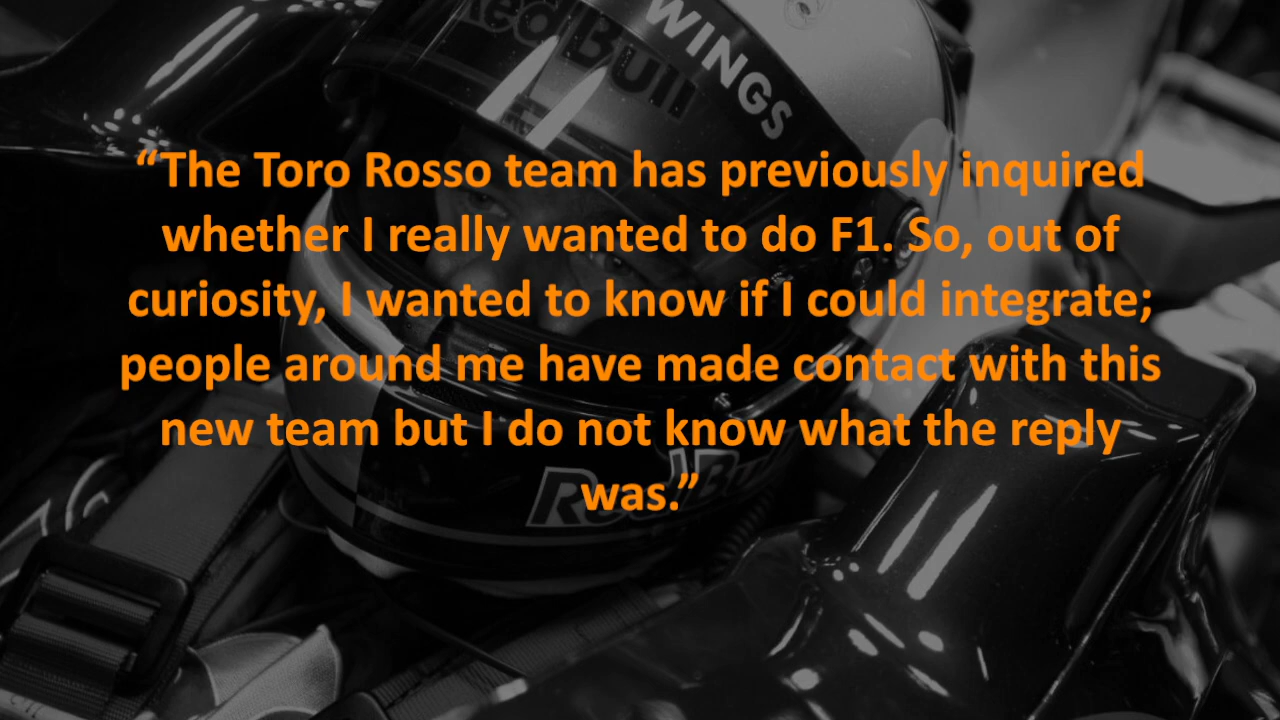 Red Bull
WINGS
“The Toro Rosso team has previously inquired
whether I really wanted to do F1. So, out of
curiosity, I wanted to know if I could integrate;
people around me have made contact with this
new team but I do not know what the reply
was.”